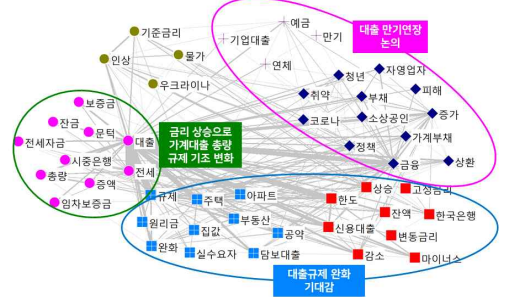 예금
기준금리
기업대출
만기
대출 만기연장
논의
물가
인상
연체
청년
자영업자
우크라이나
취약
부채
피해
보증금
코로나
소상공인
증가
잔금
문턱
금리 상승으로
가계대출 총량
규제 기조 변화
가계부채
전세자금
대출
정책
시중은행
금융
상환
전세
총량
증액
상승
고정금리
규제
주택
아파트
한도
임차보증금
잔액
한국은행
원리금
부동산
집값
신용대출
공약
변동금리
완화
실수요자
담보대출
감소
마이너스
대출규제 완화
기대감